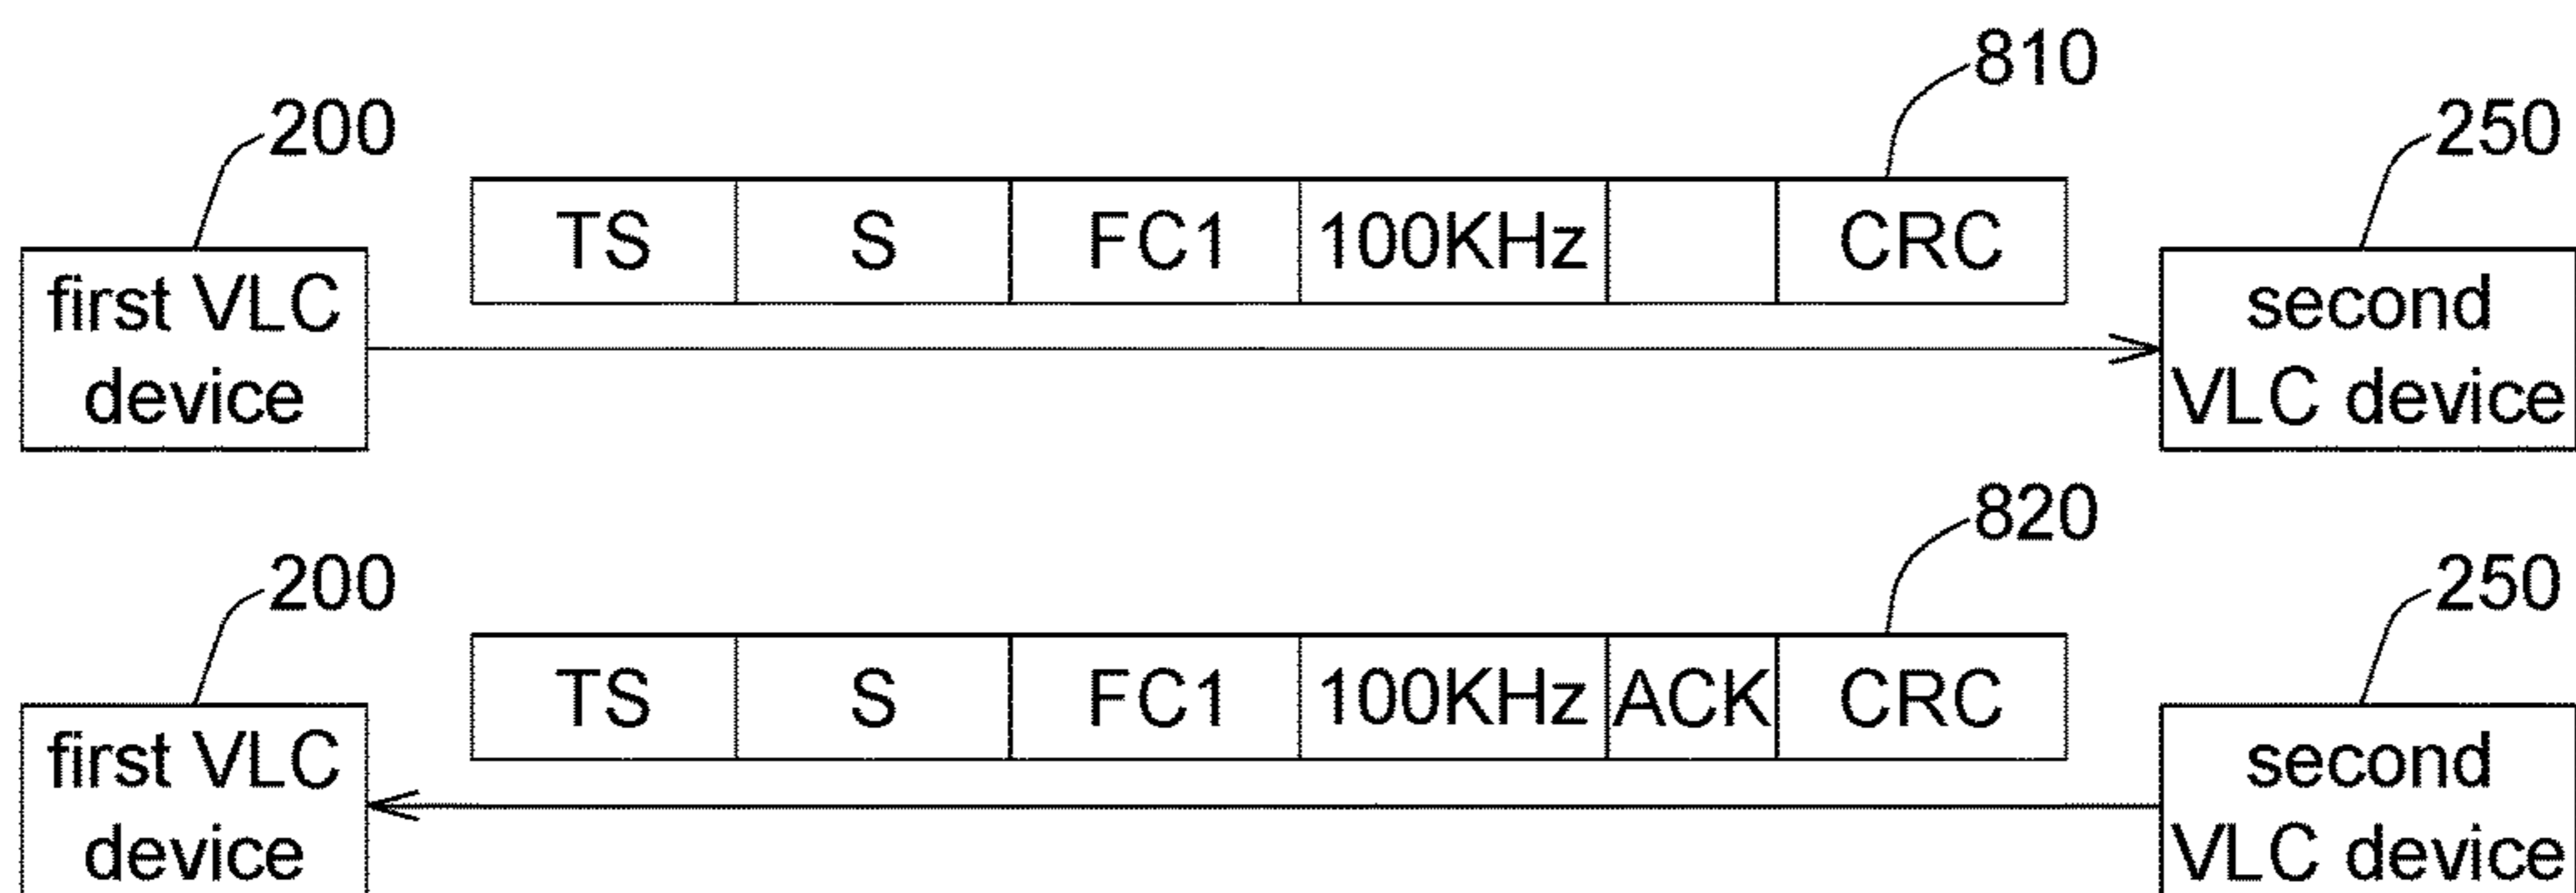 810
200
250
TS S FC1 100KHz CRC
first VLC
device
second
VLC device
820
200
250
TS S FC1 100KHz ACK CRC
first VLC
device
second
VLC device